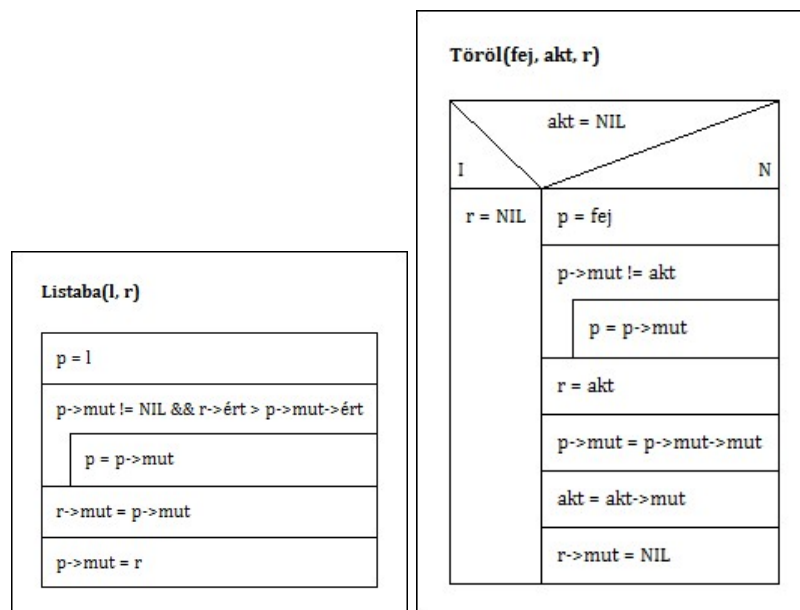 Listaba(l, r)
p = l
p->mut != NIL && r->ért > p->mut->ért
p = p->mut
r->mut = p->mut
p->mut = r
Töröl(fej, akt, r)
akt = NIL
I
N
r = NIL
p = fej
p->mut != akt
p = p->mut
r = akt
p->mut = p->mut->mut
akt = akt->mut
r->mut = NIL